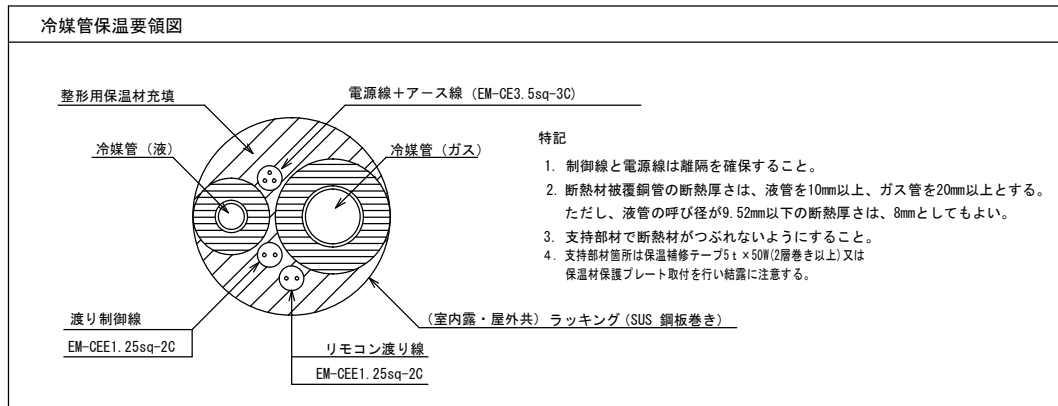 冷媒管保温要領図
整形用保温材充填
電源線＋アース線 (EM-CE3.5sq-3C)
冷媒管（液）
冷媒管（ガス）
渡り制御線
EM-CEE1.25sq-2C
リモコン渡り線
EM-CEE1.25sq-2C
(室内露・屋外共) ラッキング(SUS 鋼板巻き)
特記
1. 制御線と電源線は離隔を確保すること。
2. 断熱材被覆銅管の断熱厚さは、液管を10mm以上、ガス管を20mm以上とする。
ただし、液管の呼び径が9.52mm以下の断熱厚さは、8mmとしてもよい。
3. 支持部材で断熱材がつぶれないようにすること。
4. 支持部材箇所は保温補修テープ5ｔ×50W(2層巻き以上)又は
保温材保護プレート取付を行い結露に注意する。